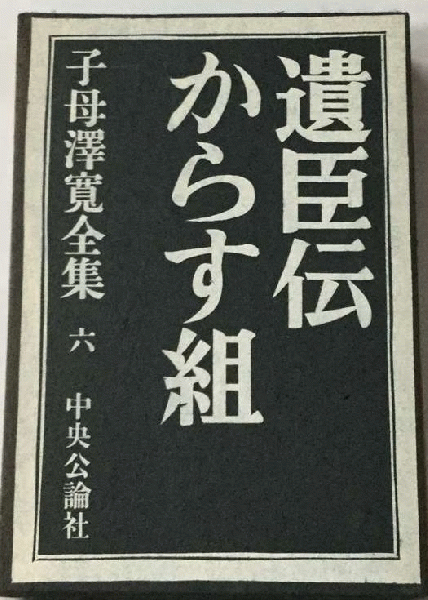 遺臣伝
からす組
子母澤寛全集 六 中央公論社